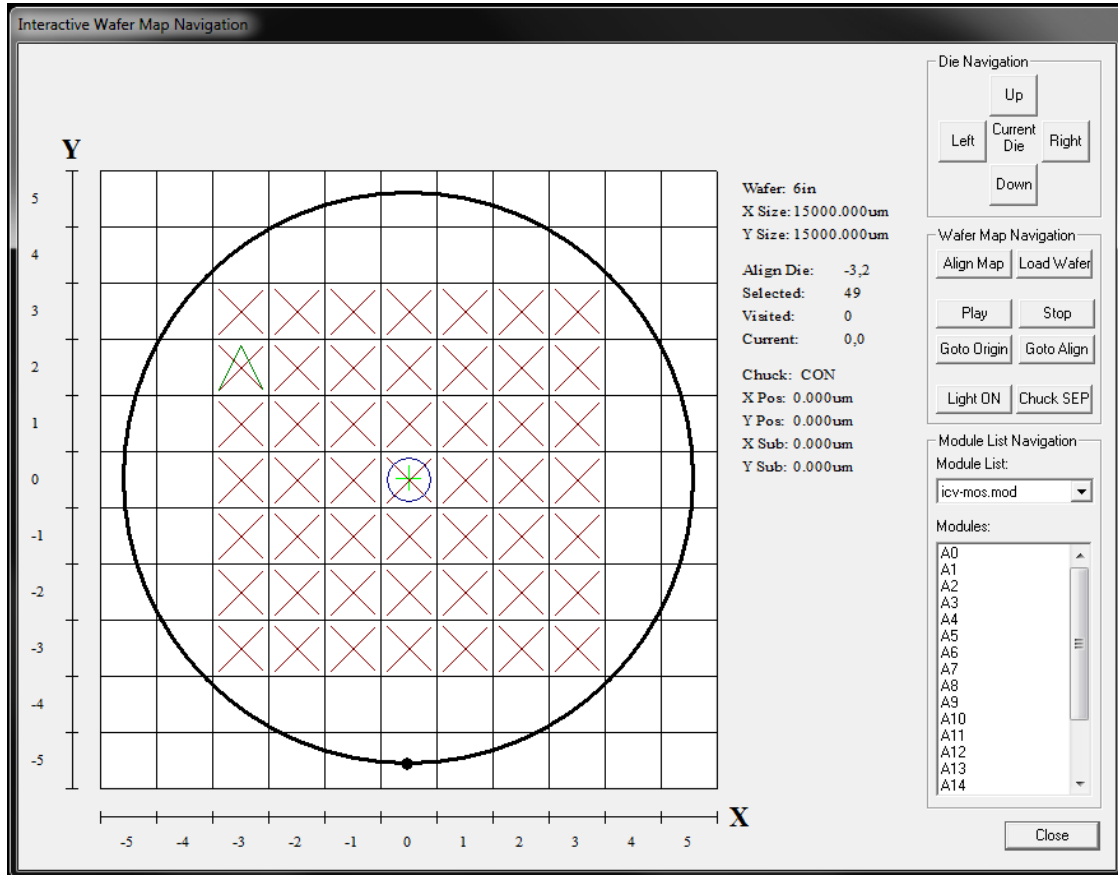 Interactive Wafer Map Navigation
Y
5
4
3
2
1
0
-1
-2
-3
-4
-5
-5 -4 -3 -2 -1 0 1 2 3 4 5
X
Wafer: 6in
X Size: 15000.000um
Y Size: 15000.000um
Align Die: -3,2
Selected: 49
Visited: 0
Current: 0,0
Chuck: CON
X Pos: 0.000um
Y Pos: 0.000um
X Sub: 0.000um
Y Sub: 0.000um
Die Navigation
Up
Left Current Die Right
Down
Wafer Map Navigation
Align Map Load Wafer
Play Stop
Goto Origin Goto Align
Light ON Chuck SEP
Module List Navigation
Module List:
icv-mos.mod
Modules:
A0
A1
A2
A3
A4
A5
A6
A7
A8
A9
A10
A11
A12
A13
A14
Close